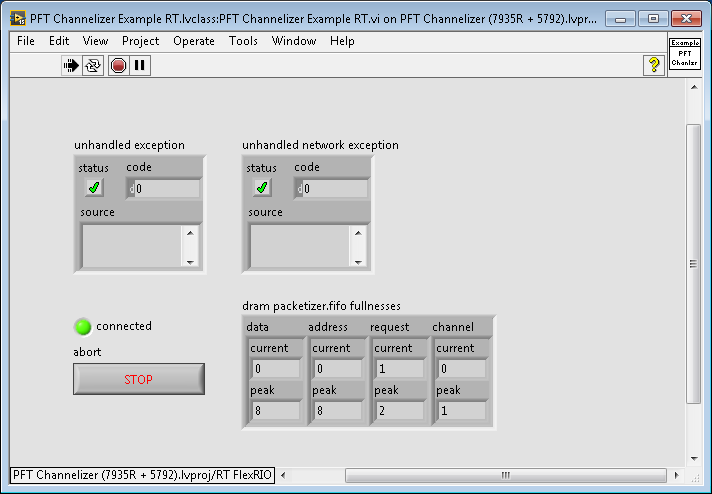 PFT Channelizer Example RT.lvclass:PFT Channelizer Example RT.vi on PFT Channelizer (7935R + 5792).lvpr...
File Edit View Project Operate Tools Window Help
Example
PFT
Chanlzr
?
unhandled exception
status code
d 0
source
unhandled network exception
status code
d 0
source
connected
abort
STOP
dram packetizer.fifo fullnesses
data address request channel
current current current current
0 0 1 0
peak peak peak peak
8 8 2 1
PFT Channelizer (7935R + 5792).lvproj/RT FlexRIO